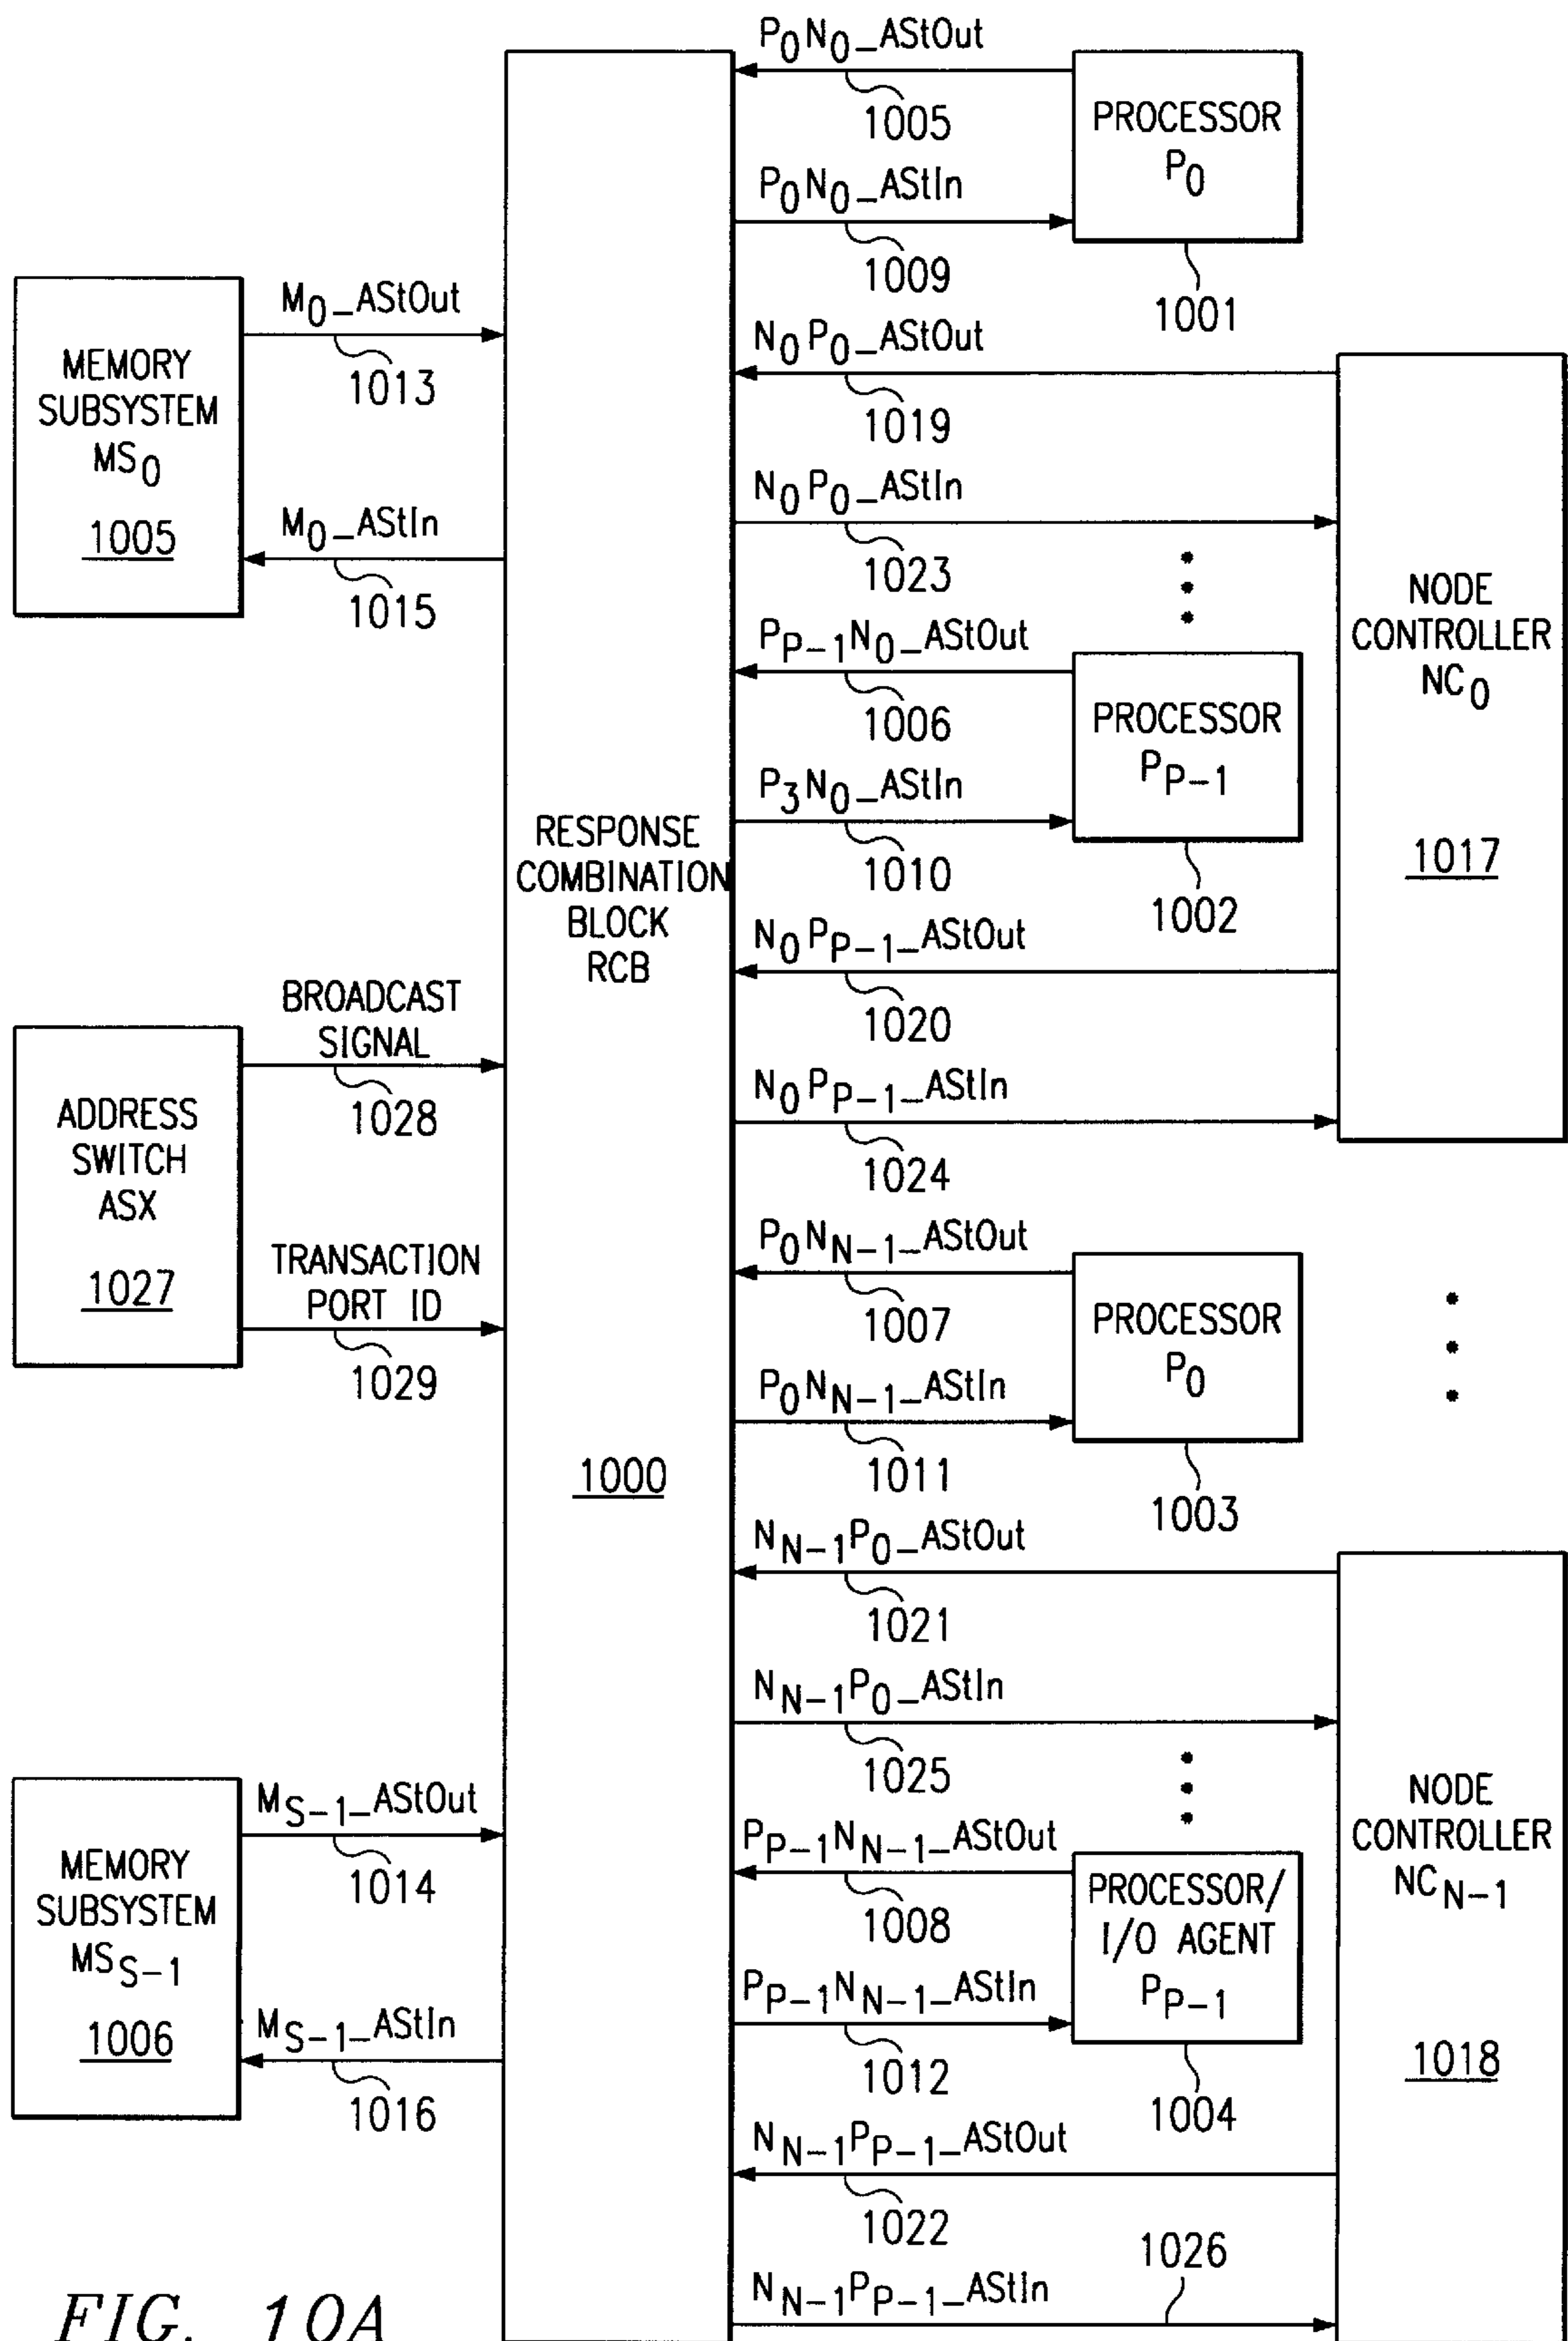 P0N0_AStOut
1005
PROCESSOR
P0
1001
P0N0_AStIn
1009
MEMORY
SUBSYSTEM
MS0
1005
M0_AStOut
1013
M0_AStIn
1015
N0P0_AStOut
1019
N0P0_AStIn
1023
NODE
CONTROLLER
NC0
1017
PP-1N0_AStOut
1006
PROCESSOR
PP-1
1002
P3N0_AStIn
1010
RESPONSE
COMBINATION
BLOCK
RCB
1000
N0PP-1_AStOut
1020
N0PP-1_AStIn
1024
ADDRESS
SWITCH
ASX
1027
BROADCAST
SIGNAL
1028
TRANSACTION
PORT ID
1029
P0NN-1_AStOut
1007
PROCESSOR
P0
1003
P0NN-1_AStIn
1011
NN-1P0_AStOut
1021
NN-1P0_AStIn
1025
MEMORY
SUBSYSTEM
MSS-1
1006
MS-1_AStOut
1014
MS-1_AStIn
1016
PP-1NN-1_AStOut
1008
PROCESSOR/
I/O AGENT
PP-1
1004
PP-1NN-1_AStIn
1012
NODE
CONTROLLER
NCN-1
1018
NN-1PP-1_AStOut
1022
NN-1PP-1_AStIn
1026
FIG. 10A